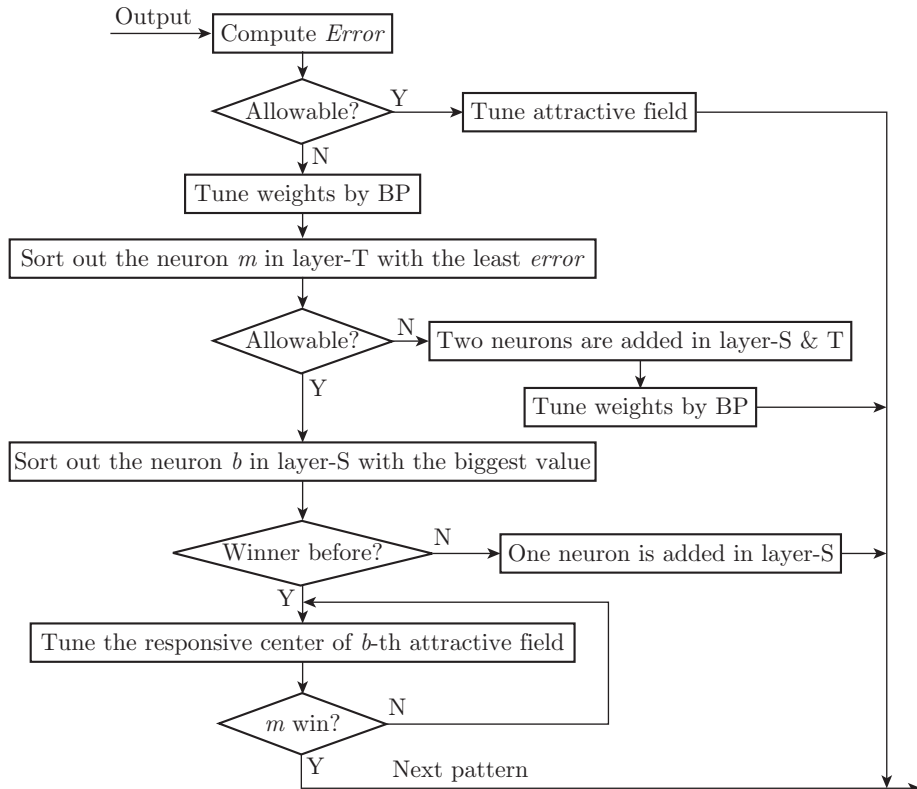 Output
Compute Error
Allowable?
Y
Tune attractive field
N
Tune weights by BP
Sort out the neuron m in layer-T with the least error
Allowable?
N
Two neurons are added in layer-S & T
Y
Tune weights by BP
Sort out the neuron b in layer-S with the biggest value
Winner before?
N
One neuron is added in layer-S
Y
Tune the responsive center of b-th attractive field
m win?
N
Y
Next pattern